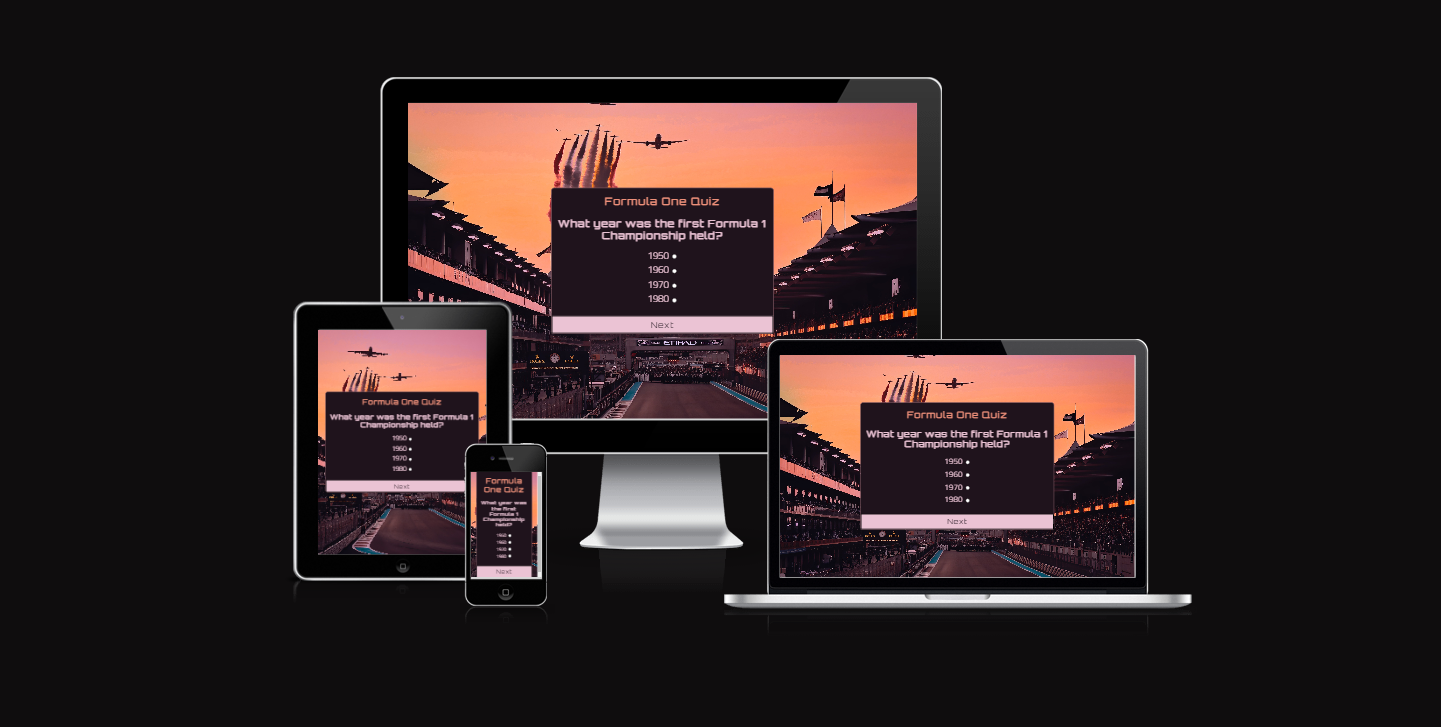 Formula One Quiz
What year was the first Formula 1
Championship held?
1950
1960
1970
1980
Next
ETIHAD
Formula One Quiz
What year was the first Formula 1
Championship held?
1950
1960
1970
1980
Next
Formula
One Quiz
What year was
the first
Formula 1
Championship
held?
1950
1960
1970
1980
Next
Formula One Quiz
What year was the first Formula 1
Championship held?
1950
1960
1970
1980
Next